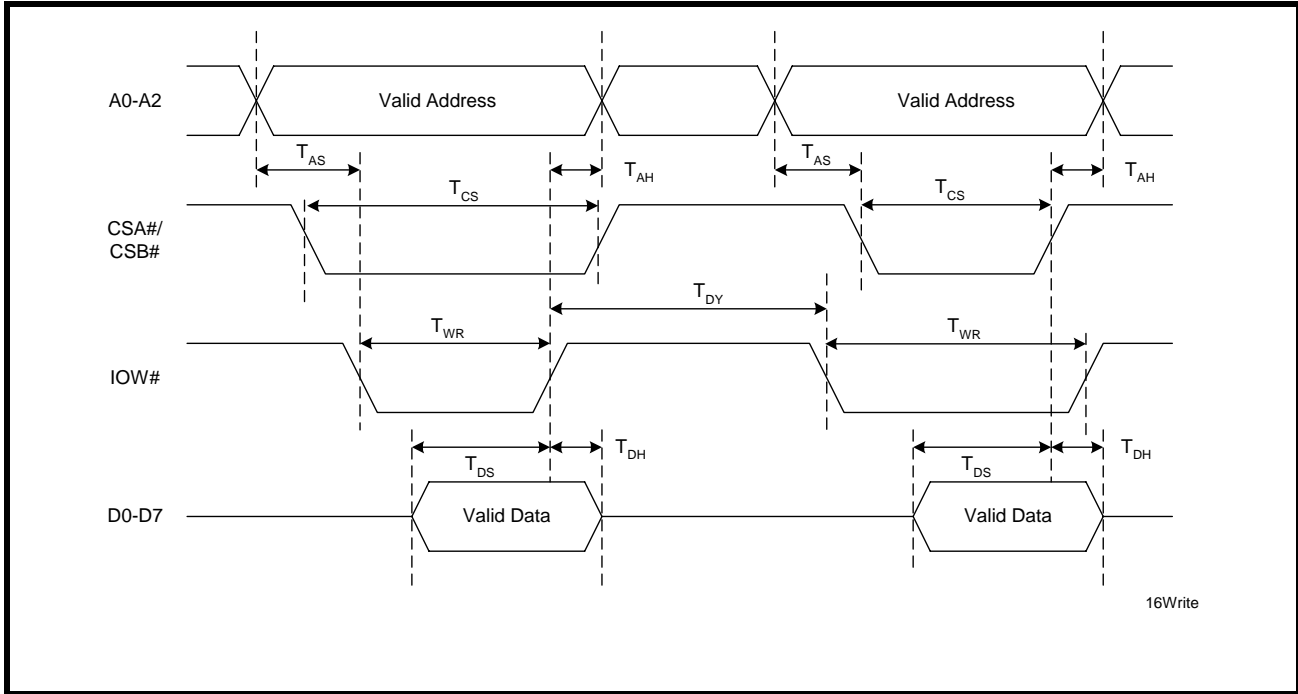 A0-A2
Valid Address
Valid Address
TAS
TAH
TAS
TAH
TCS
TCS
CSA#/
CSB#
TDY
TWR
TWR
IOW#
TDS
TDH
TDS
TDH
D0-D7
Valid Data
Valid Data
16Write